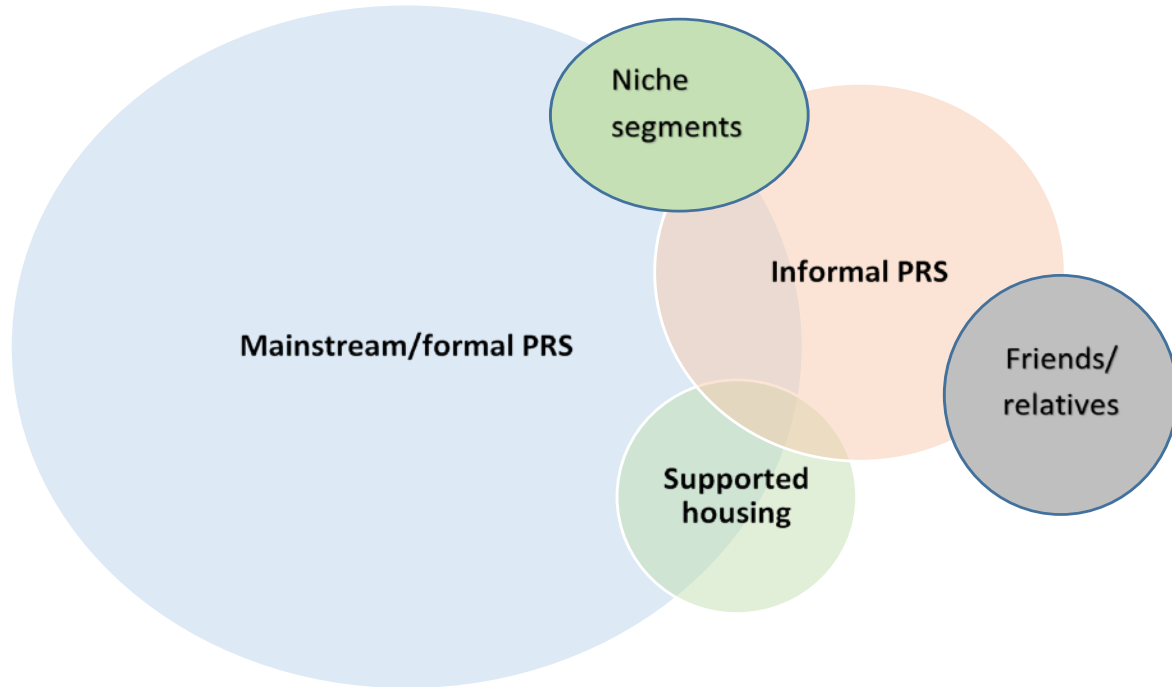 Niche
segments
Informal PRS
Mainstream/formal PRS
Friends/
relatives
Supported
housing